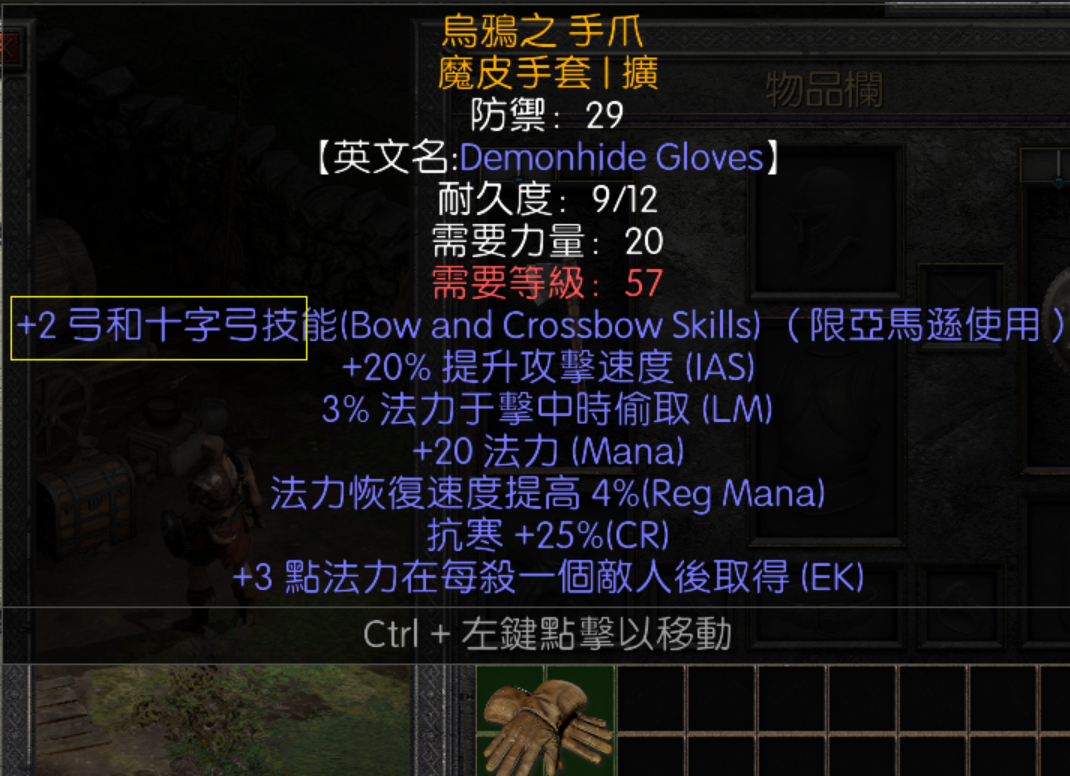 烏鴉之 手爪
魔皮手套 | 擴
物品欄
防禦：29
【英文名:Demonhide Gloves】
耐久度：9/12
需要力量：20
需要等級：57
+2 弓和十字弓技能(Bow and Crossbow Skills)（限亞馬遜使用）
+20% 提升攻擊速度 (IAS)
3% 法力于擊中時偷取 (LM)
+20 法力 (Mana)
法力恢復速度提高 4%(Reg Mana)
抗寒 +25%(CR)
+3 點法力在每殺一個敵人後取得 (EK)
Ctrl + 左鍵點擊以移動